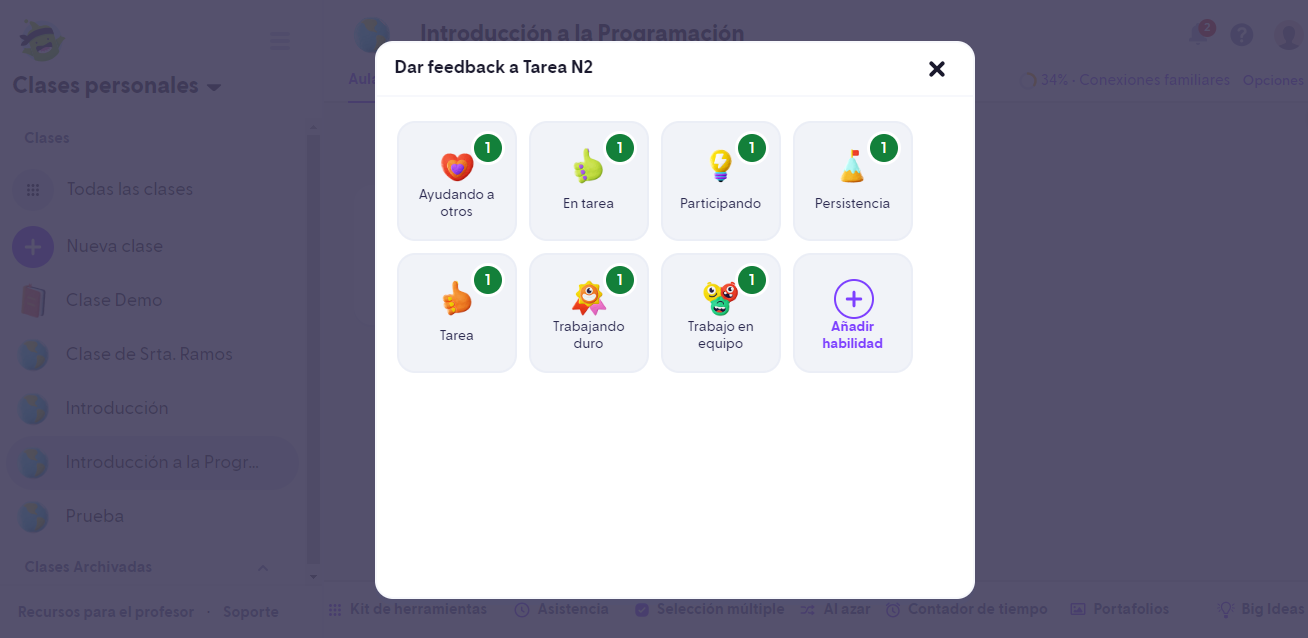 Introducción a la Programación
2
?
Clases personales
Aula
34% · Conexiones familiares
Opciones
Dar feedback a Tarea N2
Clases
Todas las clases
Nueva clase
Clase Demo
Clase de Srta. Ramos
Introducción
Introducción a la Progr...
Prueba
Clases Archivadas
Recursos para el profesor · Soporte
1
Ayudando a
otros
1
En tarea
1
Participando
1
Persistencia
1
Tarea
1
Trabajando
duro
1
Trabajo en
equipo
Añadir
habilidad
Kit de herramientas
Asistencia
Selección múltiple
Al azar
Contador de tiempo
Portafolios
Big Ideas